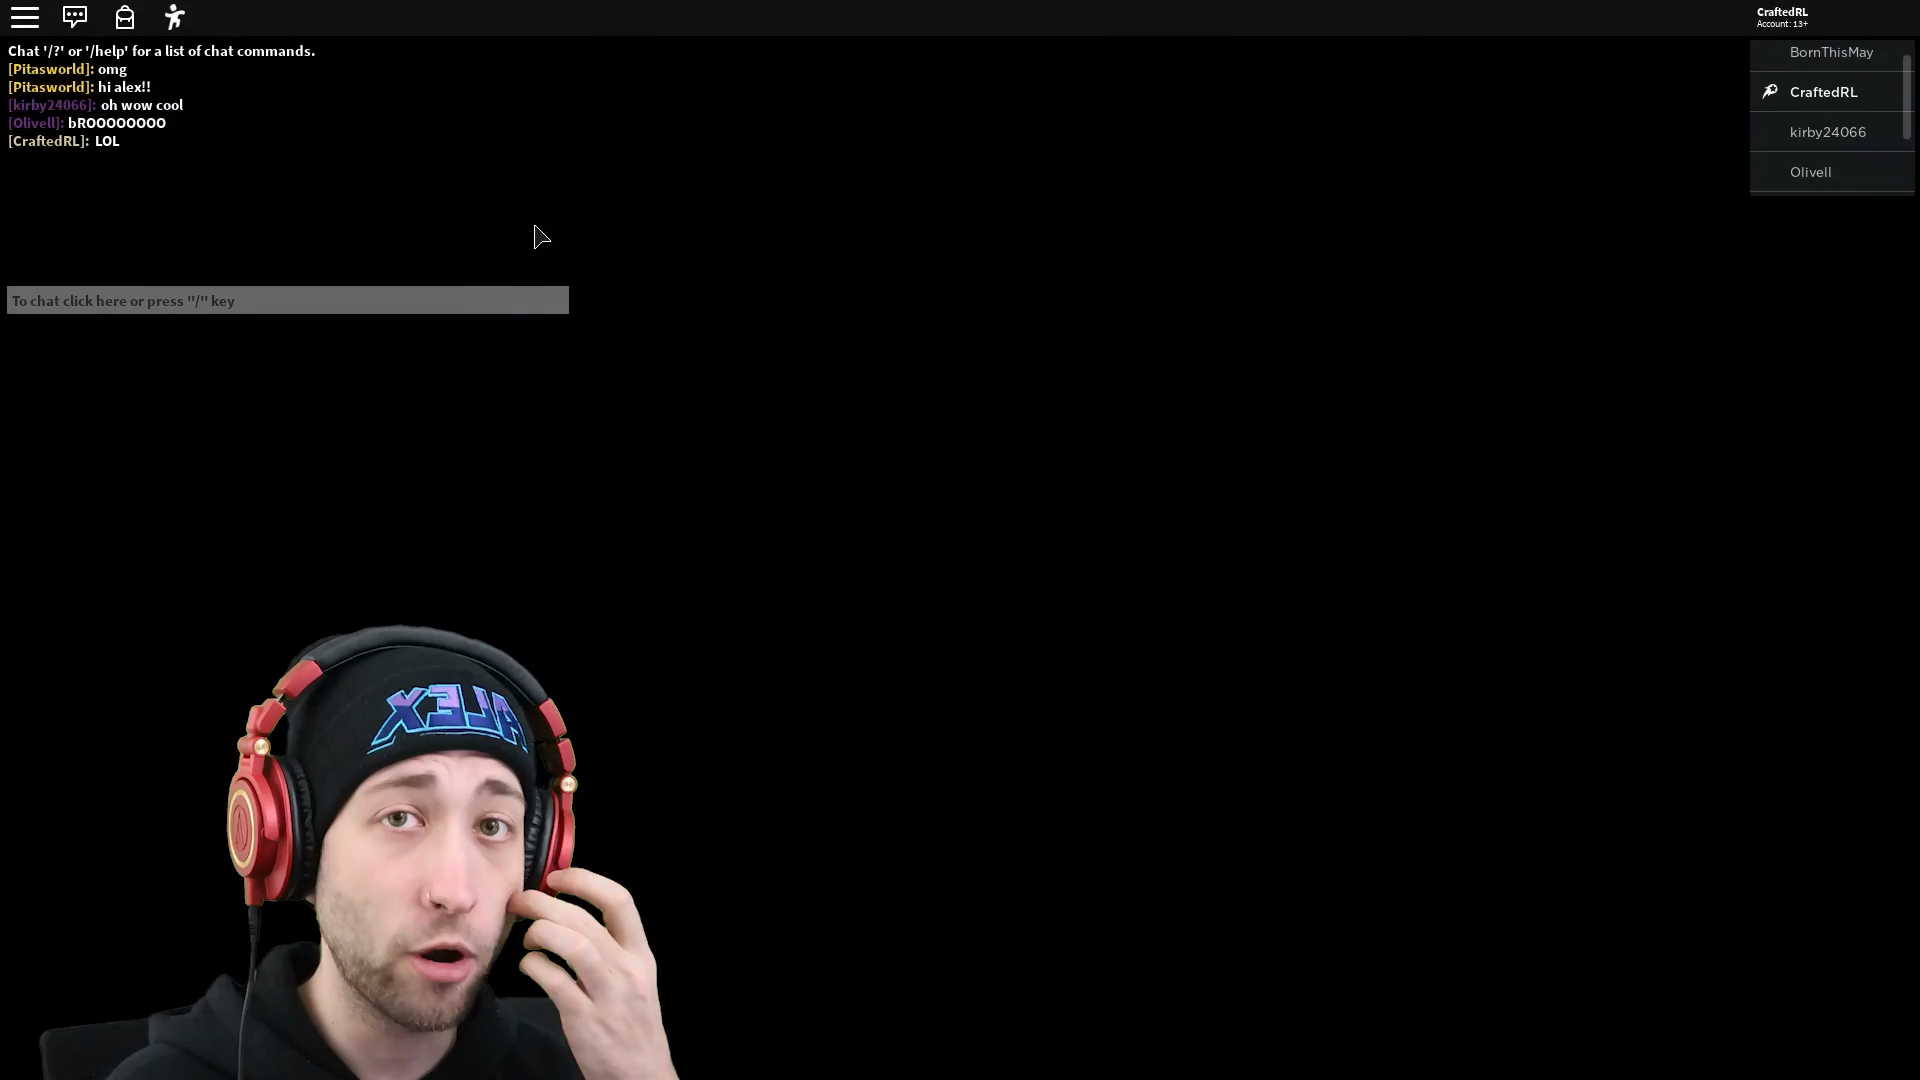 CraftedRL
Account: 13+
Chat '/?' or '/help' for a list of chat commands.
[Pitasworld]: omg
[Pitasworld]: hi alex!!
[kirby24066]: oh wow cool
[Olivell]: bROOOOOOOO
[CraftedRL]: LOL
To chat click here or press "/" key
BornThisMay
CraftedRL
kirby24066
Olivell
ALEX